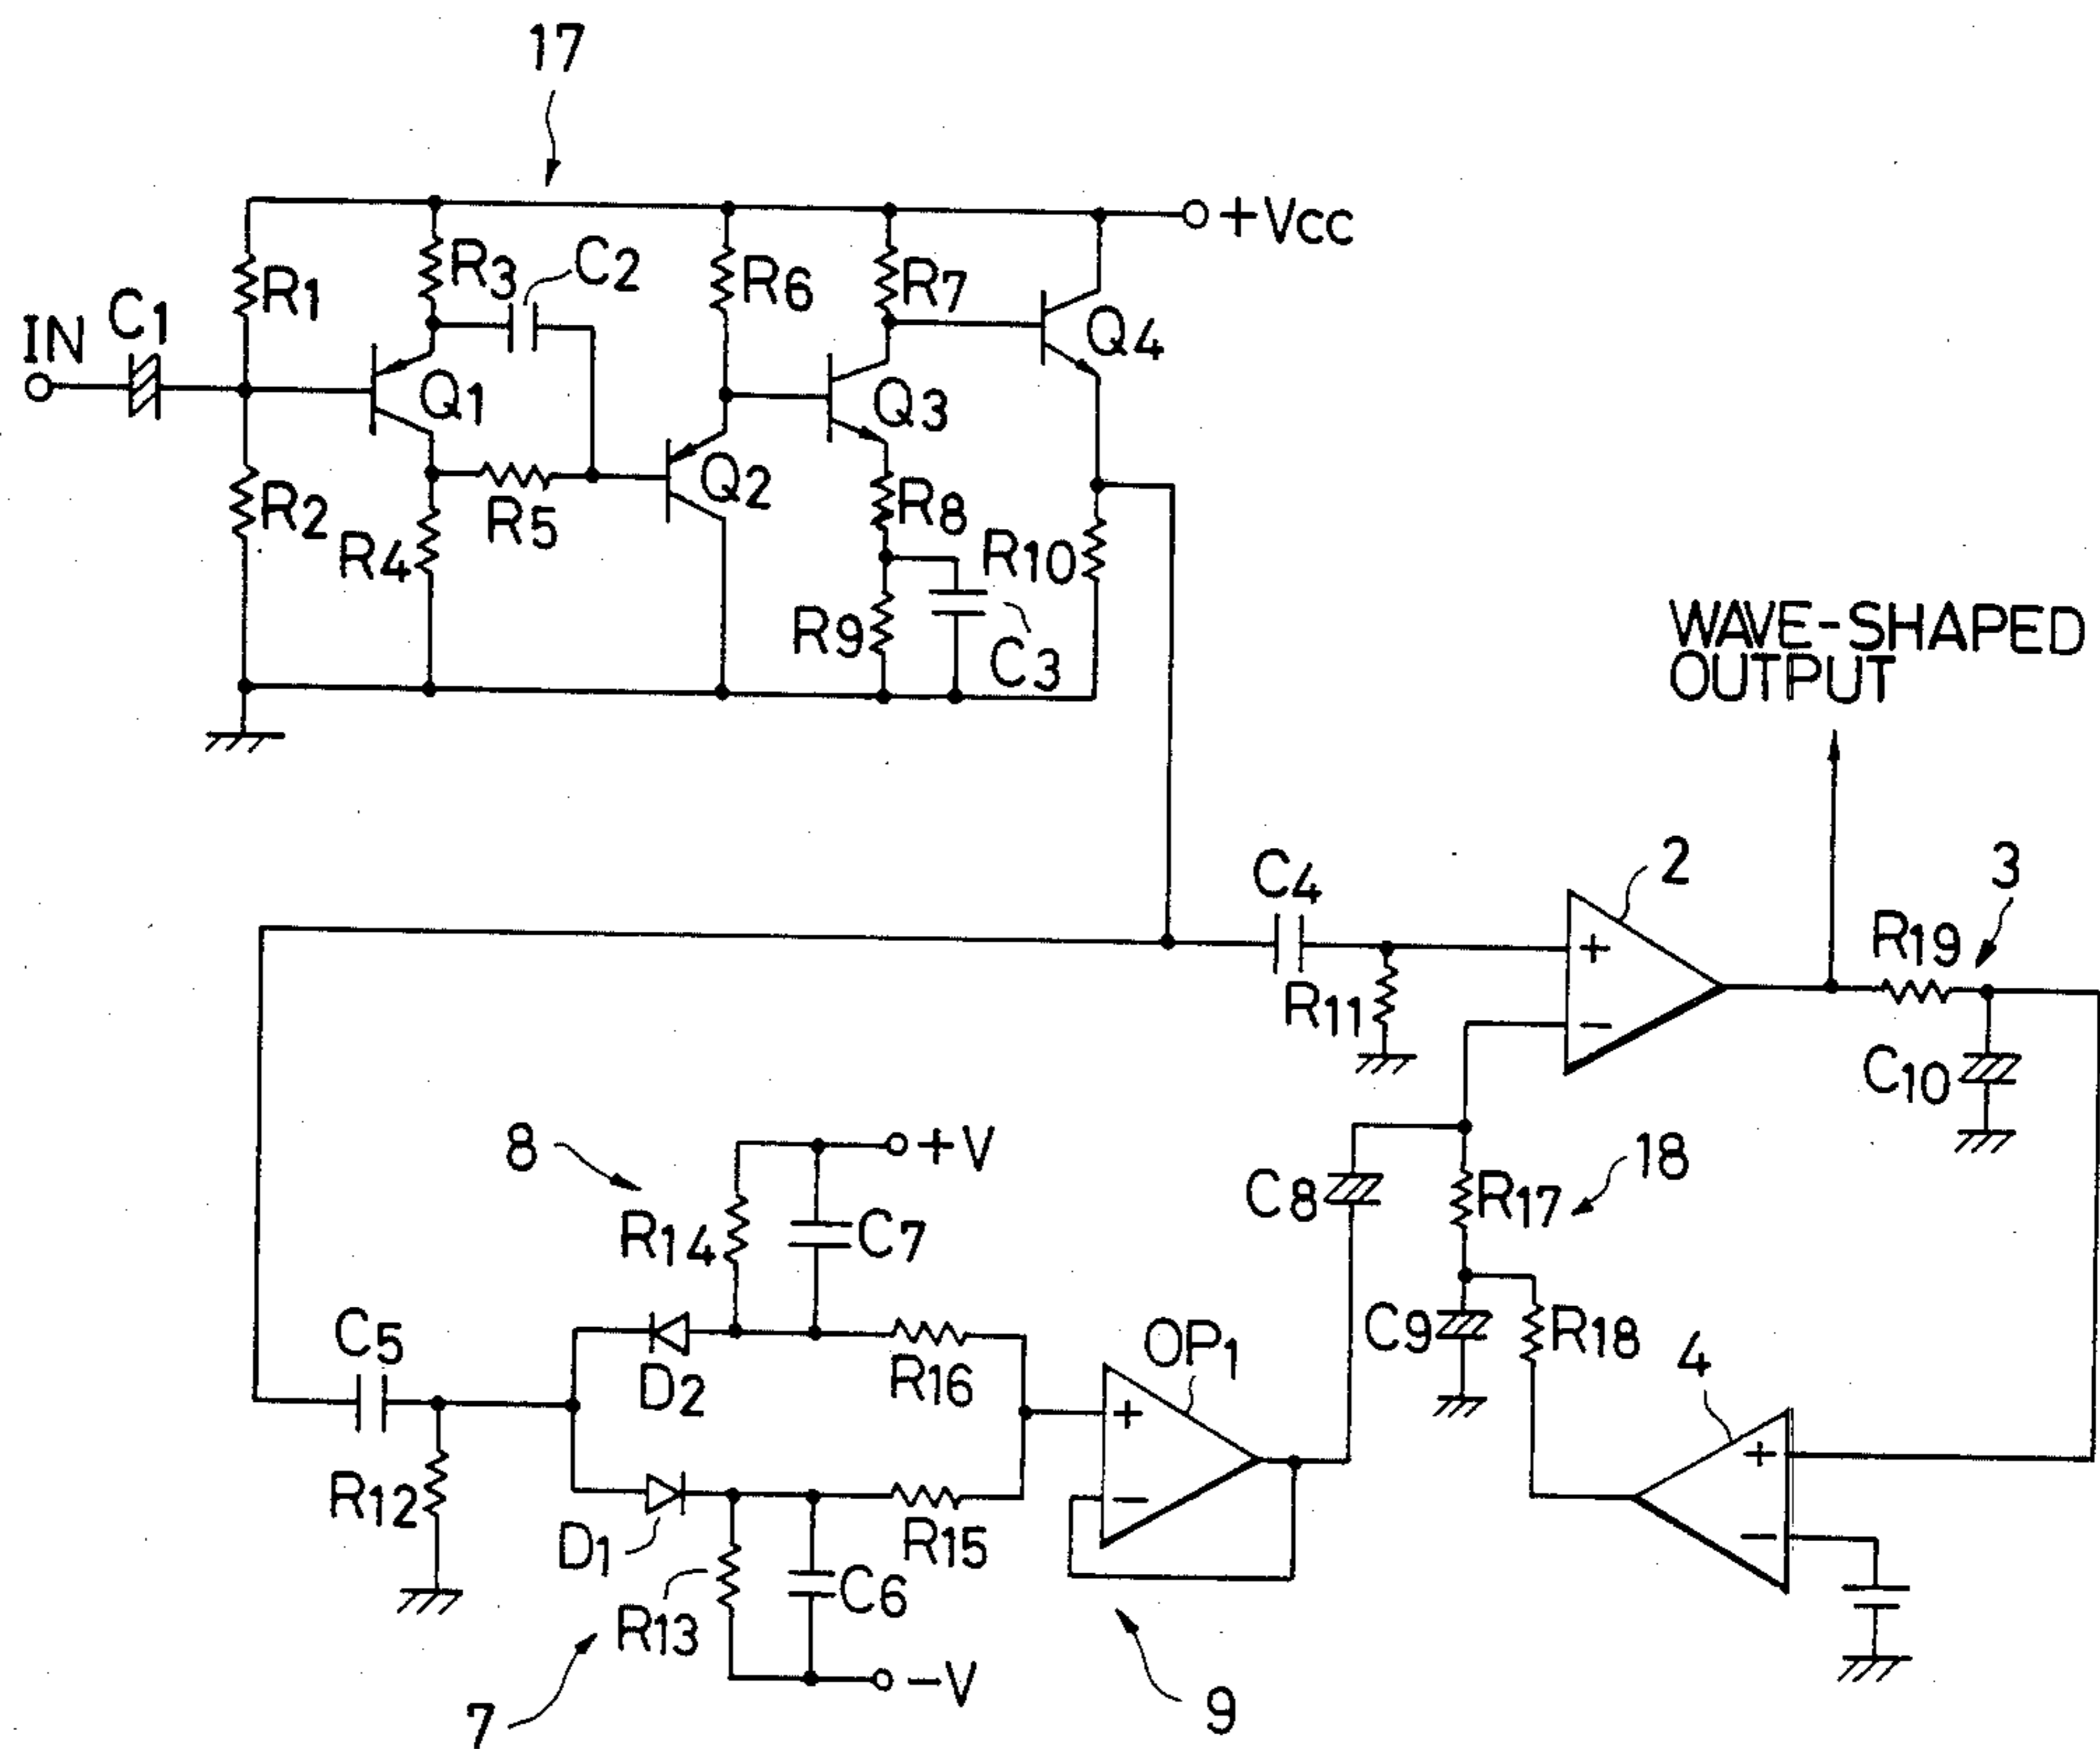 17
+Vcc
R1
R3
C2
R6
R7
Q4
IN
C1
Q1
Q3
R2
R4
R5
Q2
R8
R10
R9
C3
WAVE-SHAPED
OUTPUT
C4
R11
+
−
2
R19
3
C10
8
+V
R14
C7
C8
R17
18
C5
D2
R16
OP1
+
−
C9
R18
4
+
−
R12
D1
R13
C6
R15
−V
7
9